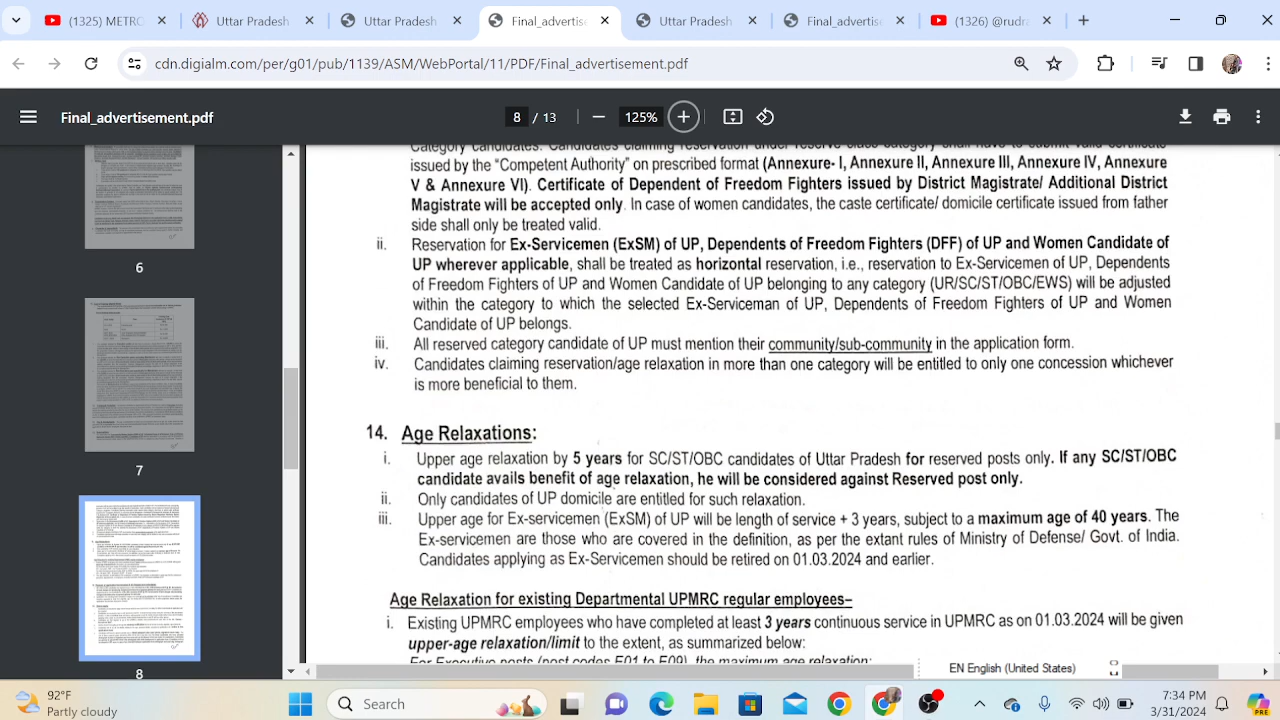 (1325) METRO
Uttar Pradesh
Uttar Pradesh
Final_advertise
Uttar Pradesh
Final_advertise
(1326) @rudra
cdn.digialm.com/per/g01/pub/1139/ASM/WebPortal/11/PDF/Final_advertisement.pdf
Final_advertisement.pdf
8 / 13
125%
issued by the "Competent Authority" on prescribed format (Annexure- I, Annexure II, Annexure III, Annexure IV, Annexure
V & Annexure VI). Certificate of Dependent of Freedom Fighters issued by District Magistrate/ Additional District
Magistrate will be accepted only. In case of women candidates, the caste certificate/ domicile certificate issued from father
side shall only be treated valid.
ii. Reservation for Ex-Servicemen (ExSM) of UP, Dependents of Freedom Fighters (DFF) of UP and Women Candidate of
UP wherever applicable, shall be treated as horizontal reservation, i.e., reservation to Ex-Servicemen of UP, Dependents
of Freedom Fighters of UP and Women Candidate of UP belonging to any category (UR/SC/ST/OBC/EWS) will be adjusted
within the category to which the selected Ex-Serviceman of UP, Dependents of Freedom Fighters of UP and Women
Candidate of UP belongs.
iii. All reserved category candidate of UP must mention their community/sub-community in the application form.
iv. Candidates claiming reservation/age relaxation in more than one category will be entitled to only one concession whichever
is more beneficial to them.
11. Age Relaxations:
i. Upper age relaxation by 5 years for SC/ST/OBC candidates of Uttar Pradesh for reserved posts only. If any SC/ST/OBC
candidate avails benefit of age relaxation, he will be considered against Reserved post only.
ii. Only candidates of UP domicile are entitled for such relaxation.
iii. Upper age for Ex-servicemen (ExSM) of UP will be length of service + 3 years, subject to a maximum age of 40 years. The
Ex-servicemen are those who are covered in the definition, as per the extant rules of Ministry of Defense/ Govt. of India.
Candidate applying in Ex-Servicemen should be retired on 01.03.2024 and earlier.
Age Relaxation for existing Departmental UPMRC regular employees–
i. Existing UPMRC employees who have completed at least 3 years continuous service in UPMRC as on 01.03.2024 will be given
upper-age relaxation/limit to the extent, as summarized below:
For Executive posts (post codes E01 to E09), the maximum age relaxation:
6
7
8
EN English (United States)
92°F
Partly cloudy
Search
7:34 PM
3/31/2024
PRE